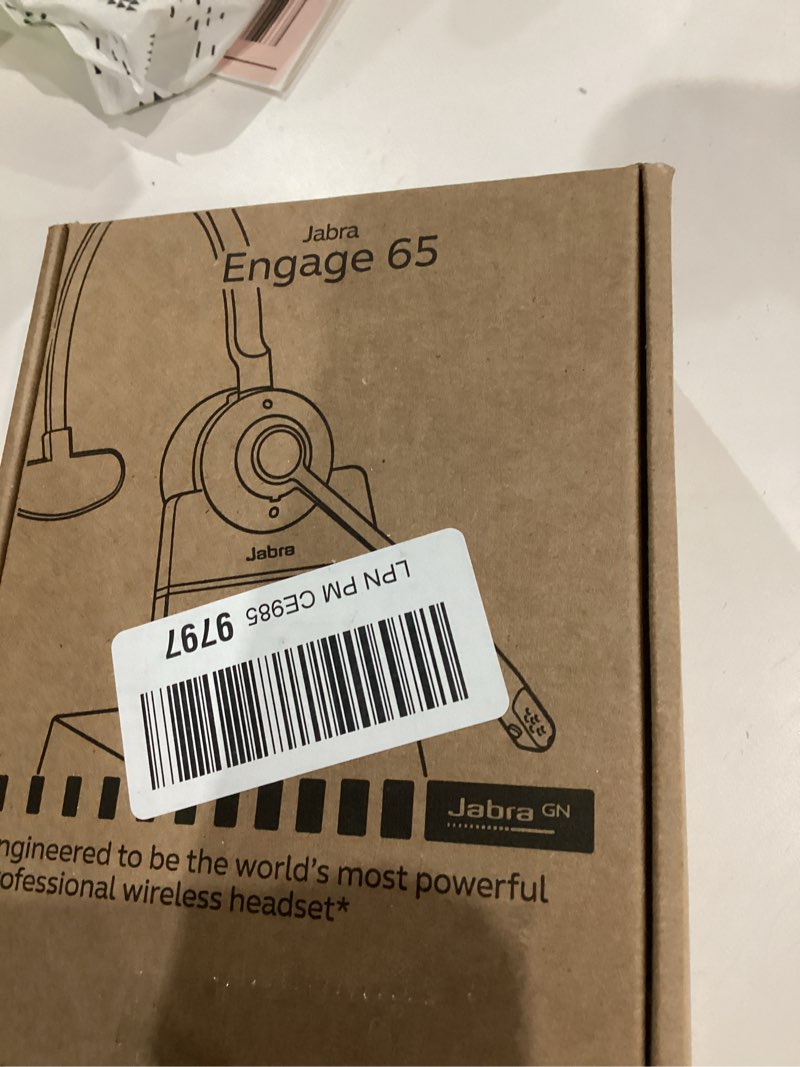 Jabra
Engage 65
Jabra
LPN PM CE985 9797
Jabra GN
ngineered to be the world's most powerful
ofessional wireless headset*